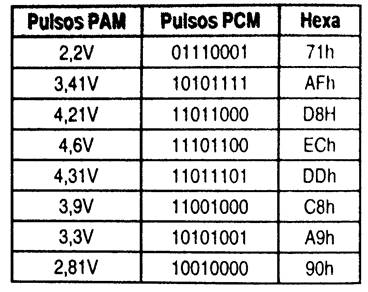 Pulsos PAM Pulsos PCM Hexa
2,2V 01110001 71h
3,41V 10101111 AFh
4,21V 11011000 D8H
4,6V 11101100 ECh
4,31V 11011101 DDh
3,9V 11001000 C8h
3,3V 10101001 A9h
2,81V 10010000 90h